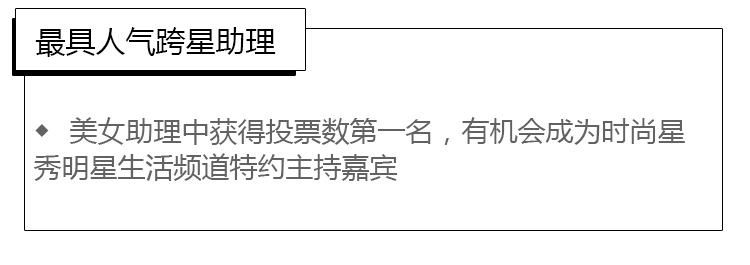 最具人气跨星助理
◆ 美女助理中获得投票数第一名，有机会成为时尚星
秀明星生活频道特约主持嘉宾